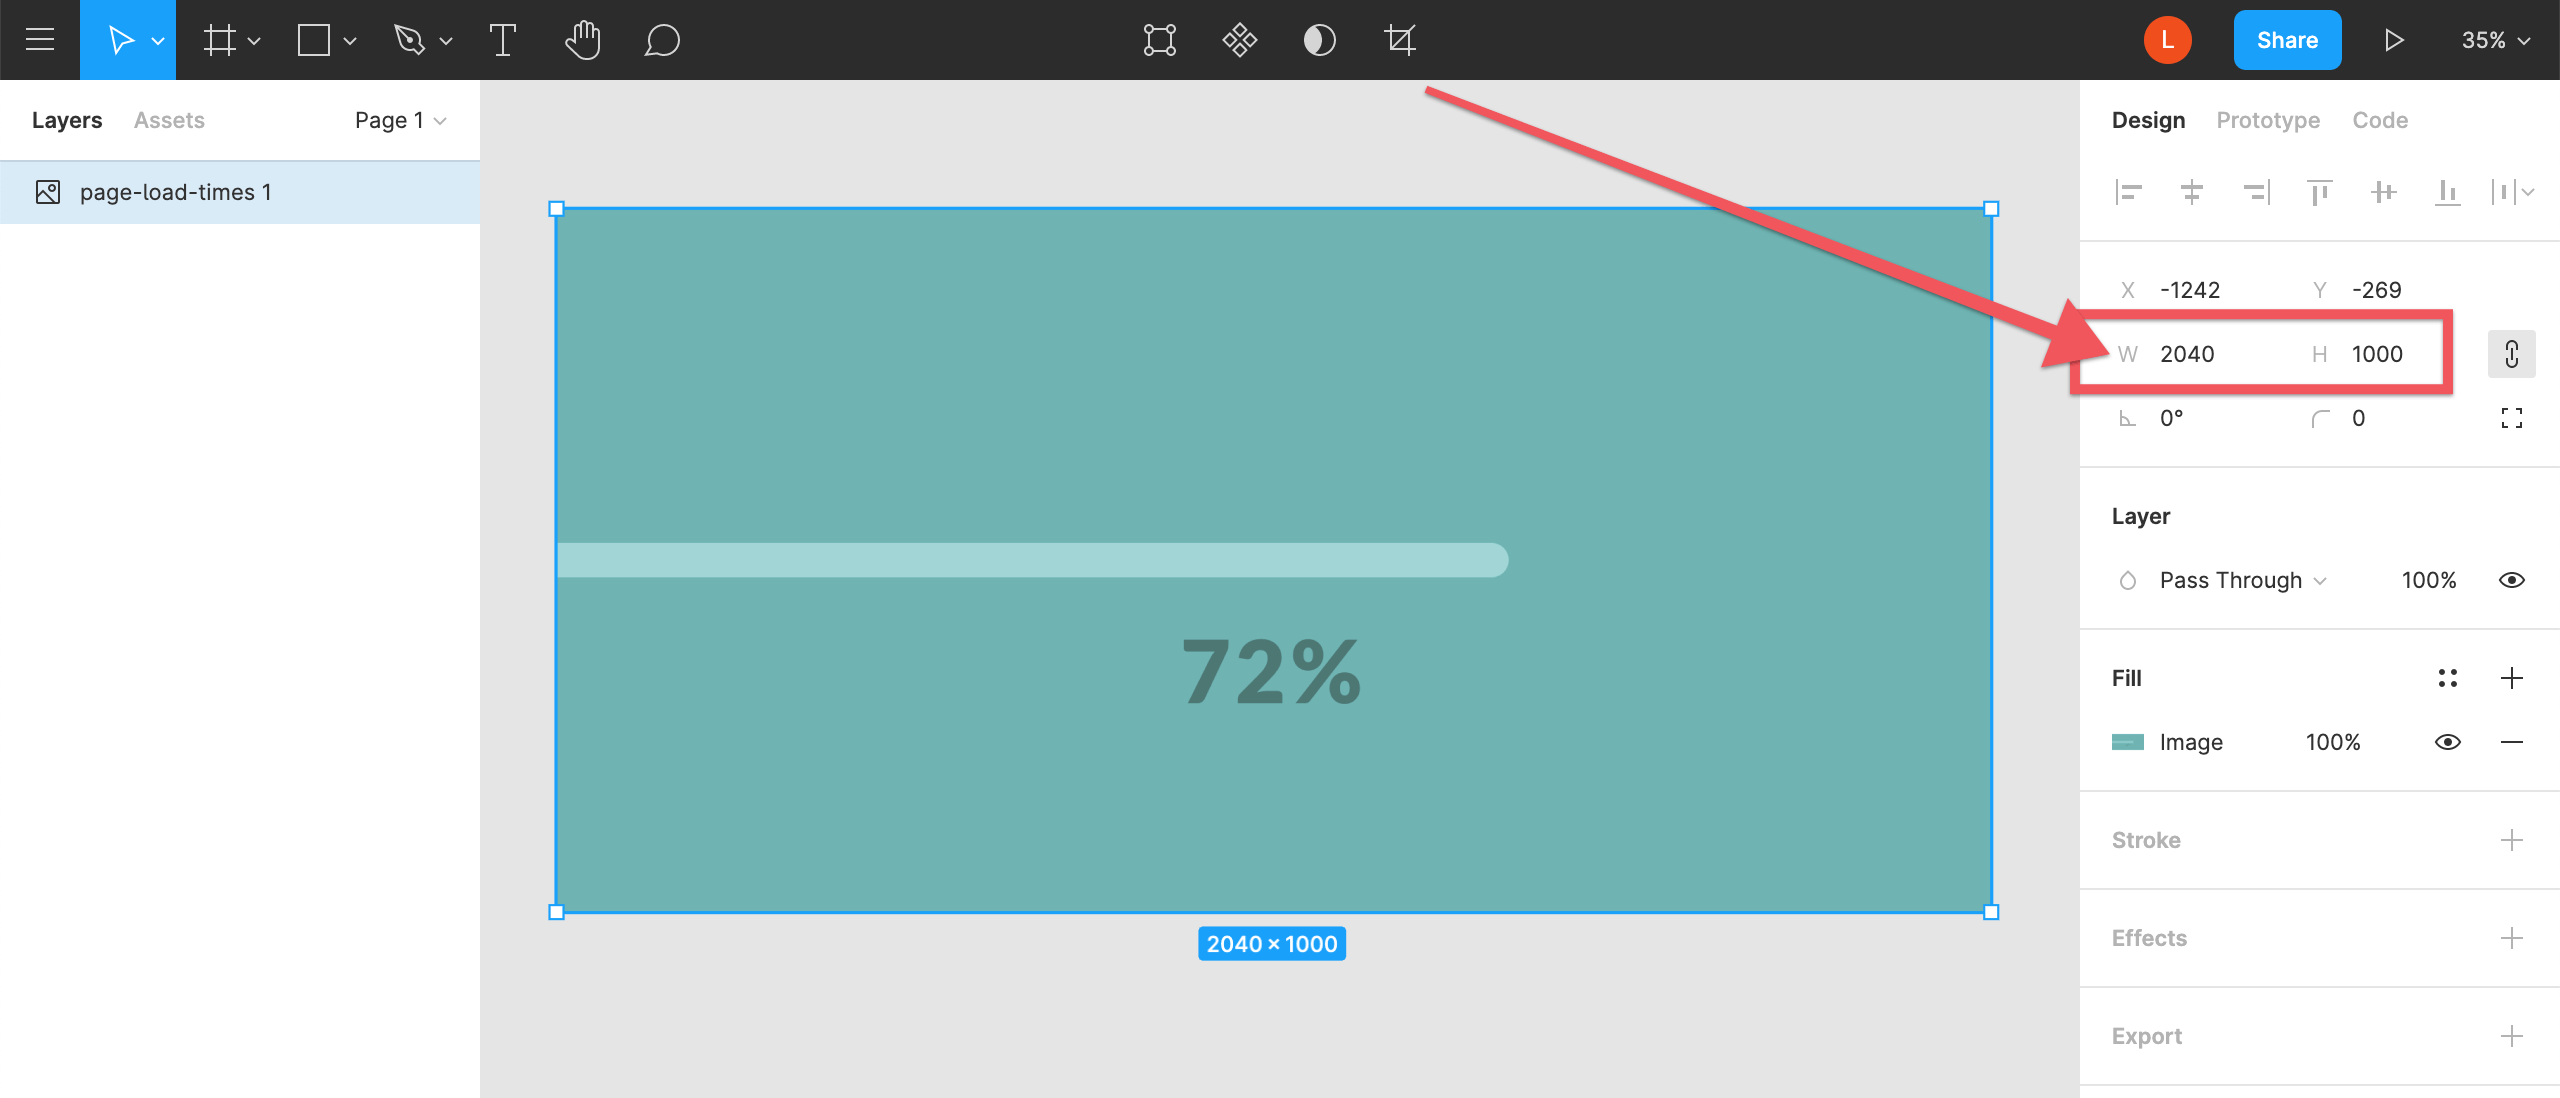 L Share 35%
Layers Assets Page 1
page-load-times 1
72%
2040 × 1000
Design Prototype Code
X -1242 Y -269
W 2040 H 1000
0° 0
Layer
Pass Through 100%
Fill
Image 100%
Stroke
Effects
Export